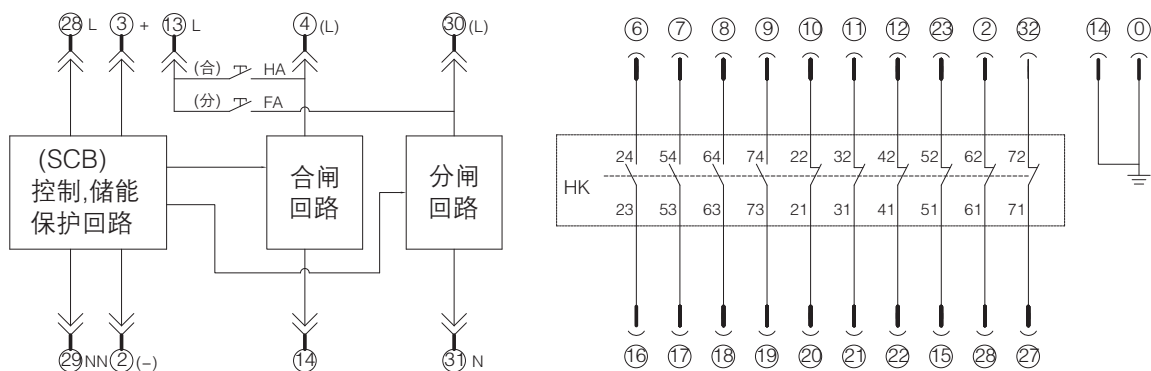 28 L 3 + 13 L 4 (L) 30 (L) 6 7 8 9 10 11 12 23 2 32 14 0
(合) HA
(分) FA
(SCB)
控制,储能
保护回路
合闸
回路
分闸
回路
24 54 64 74 22 32 42 52 62 72
HK
23 53 63 73 21 31 41 51 61 71
29 NN 2 (-) 14 31 N 16 17 18 19 20 21 22 15 28 27